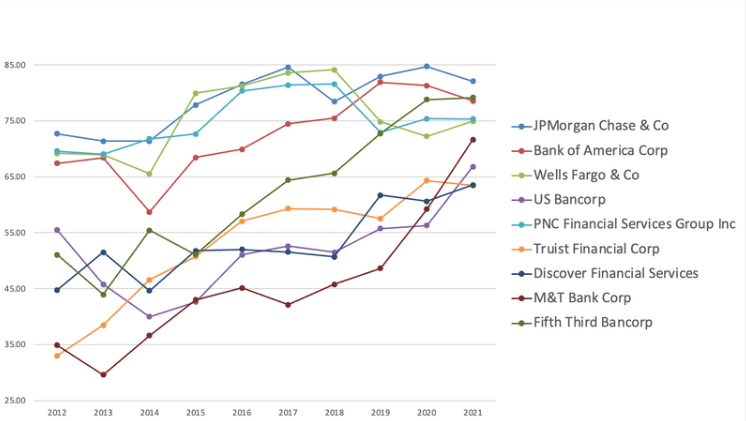 85.00
75.00
65.00
55.00
45.00
35.00
25.00
2012 2013 2014 2015 2016 2017 2018 2019 2020 2021
JPMorgan Chase & Co
Bank of America Corp
Wells Fargo & Co
US Bancorp
PNC Financial Services Group Inc
Truist Financial Corp
Discover Financial Services
M&T Bank Corp
Fifth Third Bancorp